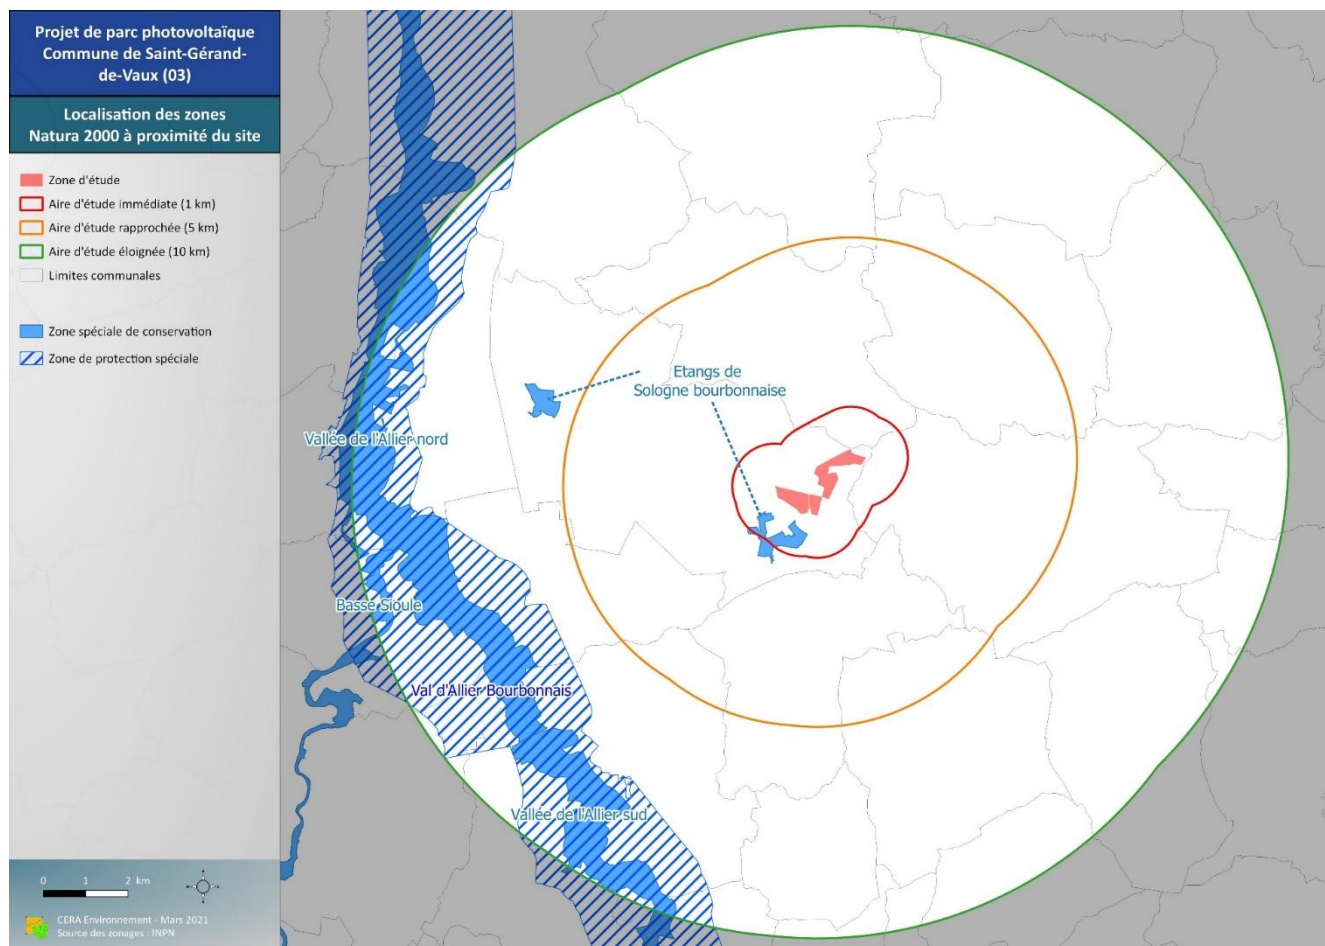 Projet de parc photovoltaïque
Commune de Saint-Gérand-
de-Vaux (03)
Localisation des zones
Natura 2000 à proximité du site
Zone d'étude
Aire d'étude immédiate (1 km)
Aire d'étude rapprochée (5 km)
Aire d'étude éloignée (10 km)
Limites communales
Zone spéciale de conservation
Zone de protection spéciale
Etangs de
Sologne bourbonnaise
Vallée de l'Allier nord
Basse Sioule
Val d'Allier Bourbonnais
Vallée de l'Allier sud
0 1 2 km
CERA Environnement - Mars 2021
Source des zonages : INPN